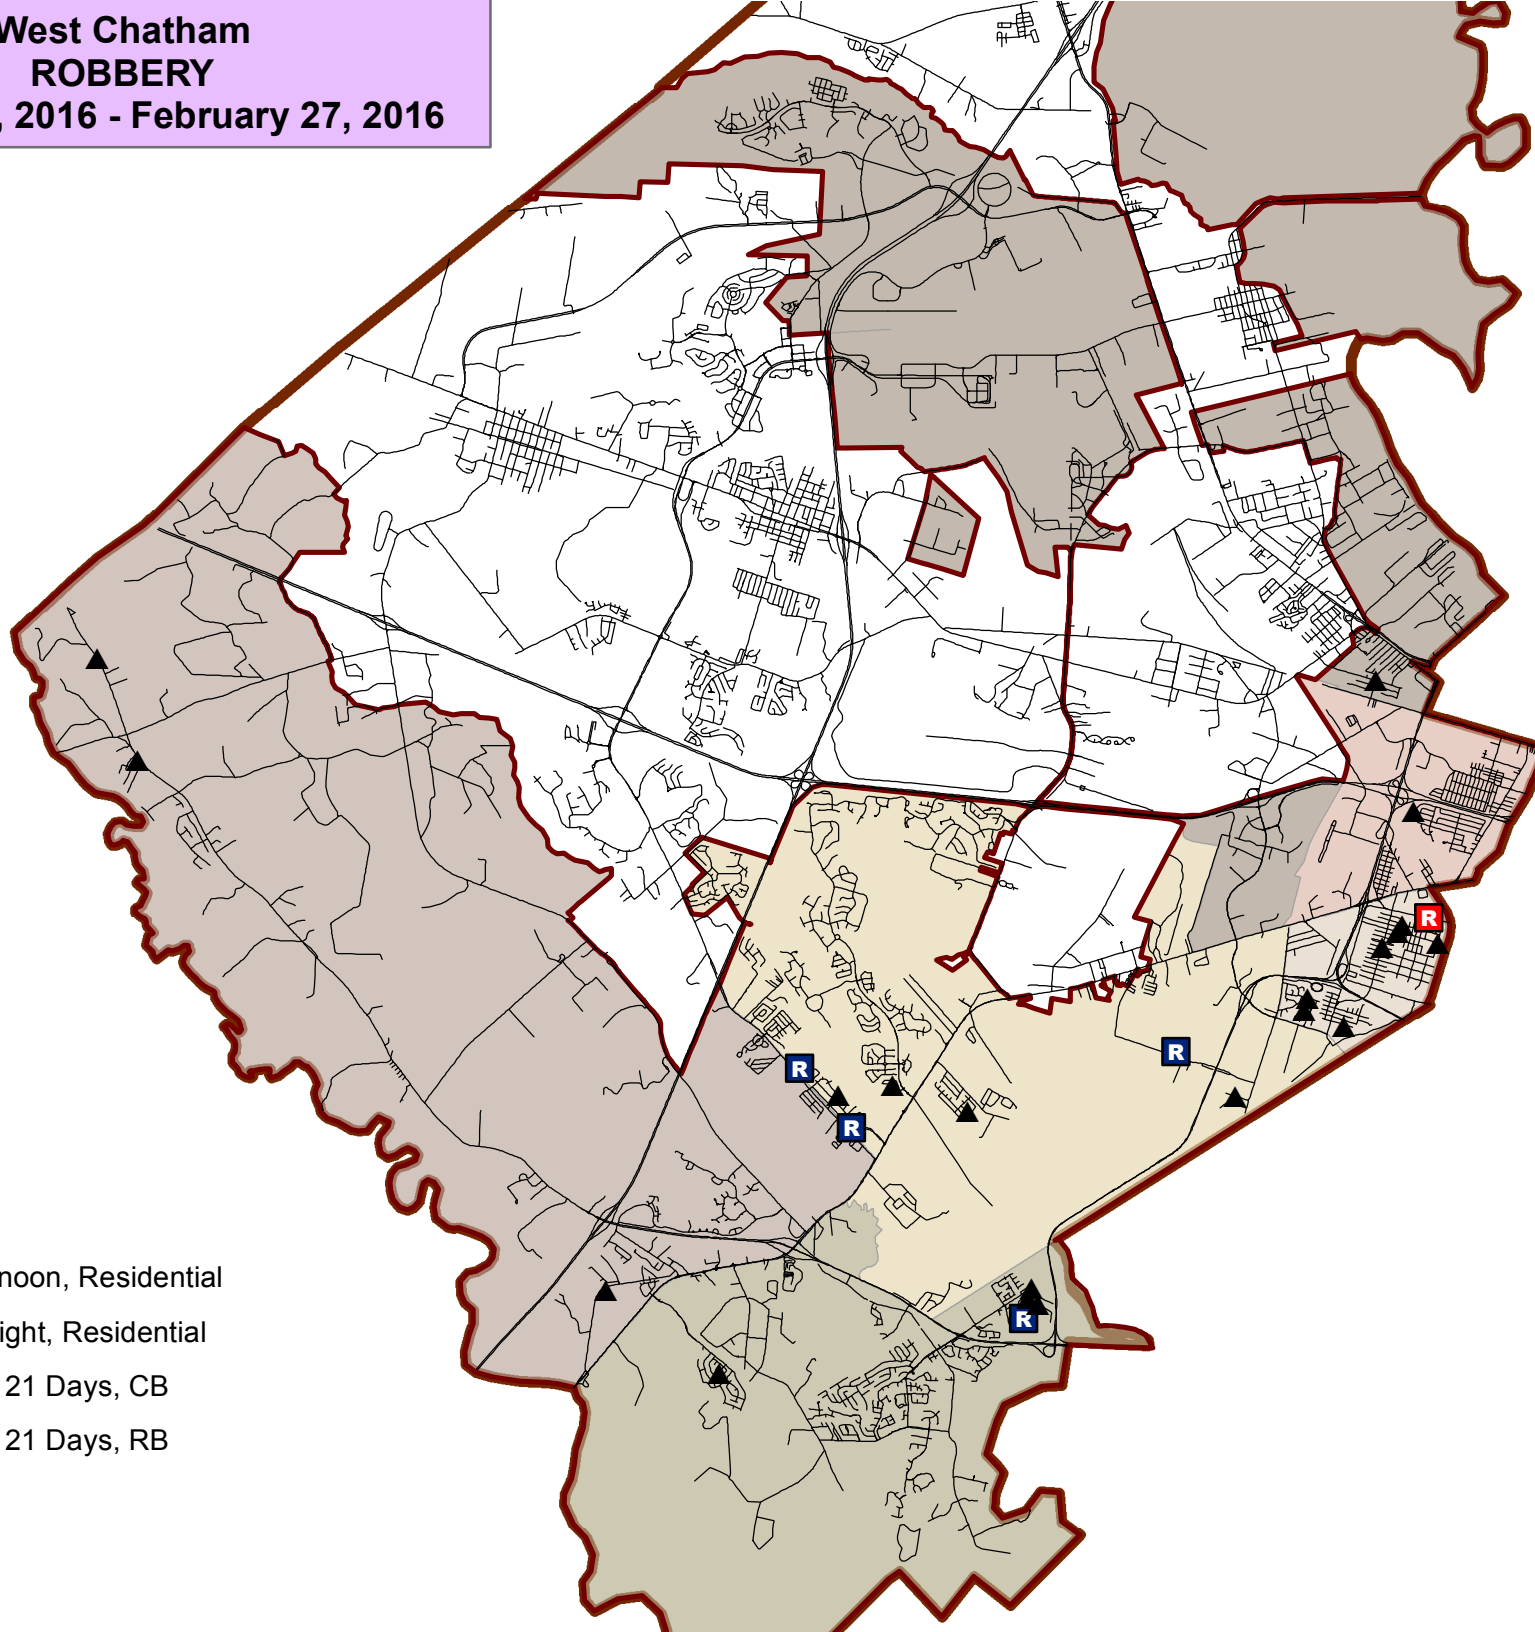 West Chatham
ROBBERY
, 2016 - February 27, 2016
R
R
R
R
R
noon, Residential
ight, Residential
21 Days, CB
21 Days, RB